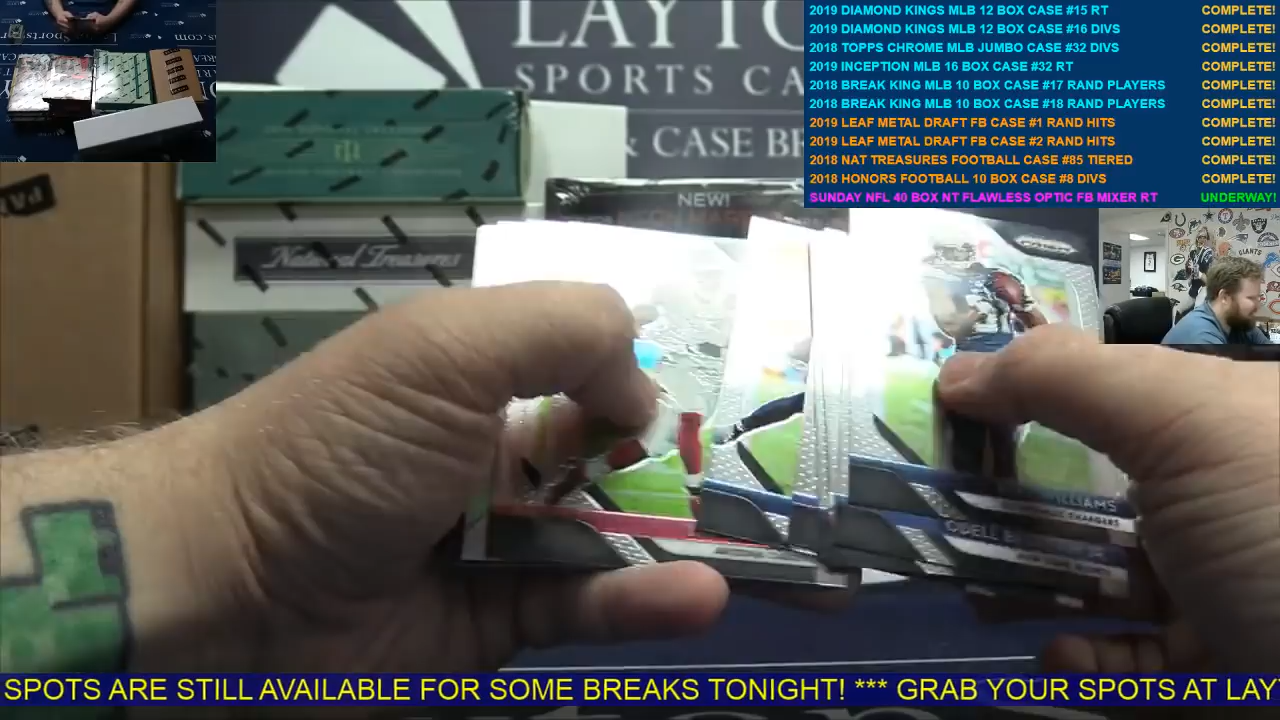 LAYTO
SPORTS CA
& CASE BR
NEW!
National Treasures
PRIZM
WILLIAMS
CHARGERS
ODELL
2019 DIAMOND KINGS MLB 12 BOX CASE #15 RT COMPLETE!
2019 DIAMOND KINGS MLB 12 BOX CASE #16 DIVS COMPLETE!
2018 TOPPS CHROME MLB JUMBO CASE #32 DIVS COMPLETE!
2019 INCEPTION MLB 16 BOX CASE #32 RT COMPLETE!
2018 BREAK KING MLB 10 BOX CASE #17 RAND PLAYERS COMPLETE!
2018 BREAK KING MLB 10 BOX CASE #18 RAND PLAYERS COMPLETE!
2019 LEAF METAL DRAFT FB CASE #1 RAND HITS COMPLETE!
2019 LEAF METAL DRAFT FB CASE #2 RAND HITS COMPLETE!
2018 NAT TREASURES FOOTBALL CASE #85 TIERED COMPLETE!
2018 HONORS FOOTBALL 10 BOX CASE #8 DIVS COMPLETE!
SUNDAY NFL 40 BOX NT FLAWLESS OPTIC FB MIXER RT UNDERWAY!
GIANTS
SPOTS ARE STILL AVAILABLE FOR SOME BREAKS TONIGHT! *** GRAB YOUR SPOTS AT LAYT